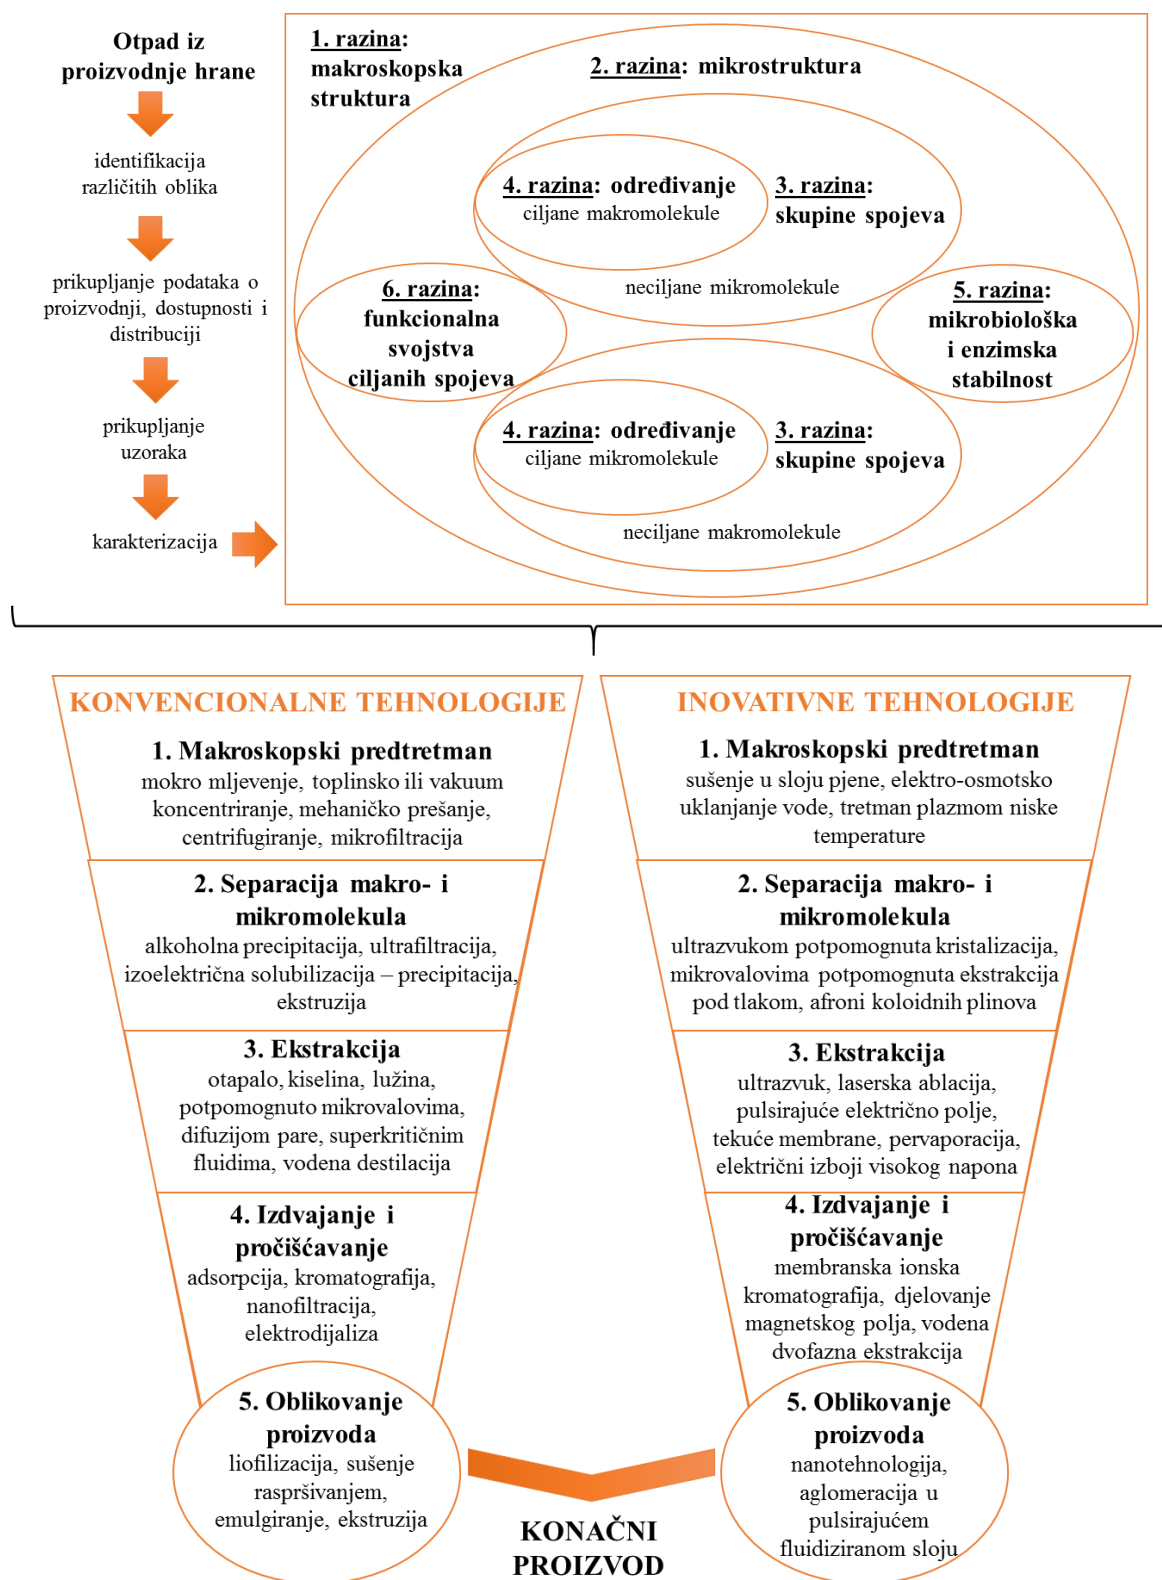 Otpad iz
proizvodnje hrane
identifikacija
različitih oblika
prikupljanje podataka o
proizvodnji, dostupnosti i
distribuciji
prikupljanje
uzoraka
karakterizacija
1. razina:
makroskopska
struktura
2. razina: mikrostruktura
4. razina: određivanje
ciljane makromolekule
3. razina:
skupine spojeva
neciljane mikromolekule
6. razina:
funkcionalna
svojstva
ciljanih spojeva
5. razina:
mikrobiološka
i enzimska
stabilnost
4. razina: određivanje
ciljane mikromolekule
3. razina:
skupine spojeva
neciljane makromolekule
KONVENCIONALNE TEHNOLOGIJE
1. Makroskopski predtretman
mokro mljevenje, toplinsko ili vakuum
koncentriranje, mehaničko prešanje,
centrifugiranje, mikrofiltracija
2. Separacija makro- i
mikromolekula
alkoholna precipitacija, ultrafiltracija,
izoelektrična solubilizacija – precipitacija,
ekstruzija
3. Ekstrakcija
otapalo, kiselina, lužina,
potpomognuto mikrovalovima,
difuzijom pare, superkritičnim
fluidima, vodena destilacija
4. Izdvajanje i
pročišćavanje
adsorpcija, kromatografija,
nanofiltracija,
elektrodijaliza
5. Oblikovanje
proizvoda
liofilizacija, sušenje
raspršivanjem,
emulgiranje, ekstruzija
INOVATIVNE TEHNOLOGIJE
1. Makroskopski predtretman
sušenje u sloju pjene, elektro-osmotsko
uklanjanje vode, tretman plazmom niske
temperature
2. Separacija makro- i
mikromolekula
ultrazvukom potpomognuta kristalizacija,
mikrovalovima potpomognuta ekstrakcija
pod tlakom, afroni koloidnih plinova
3. Ekstrakcija
ultrazvuk, laserska ablacija,
pulsirajuće električno polje,
tekuće membrane, pervaporacija,
električni izboji visokog napona
4. Izdvajanje i
pročišćavanje
membranska ionska
kromatografija, djelovanje
magnetskog polja, vodena
dvofazna ekstrakcija
5. Oblikovanje
proizvoda
nanotehnologija,
aglomeracija u
pulsirajućem
fluidiziranom sloju
KONAČNI
PROIZVOD